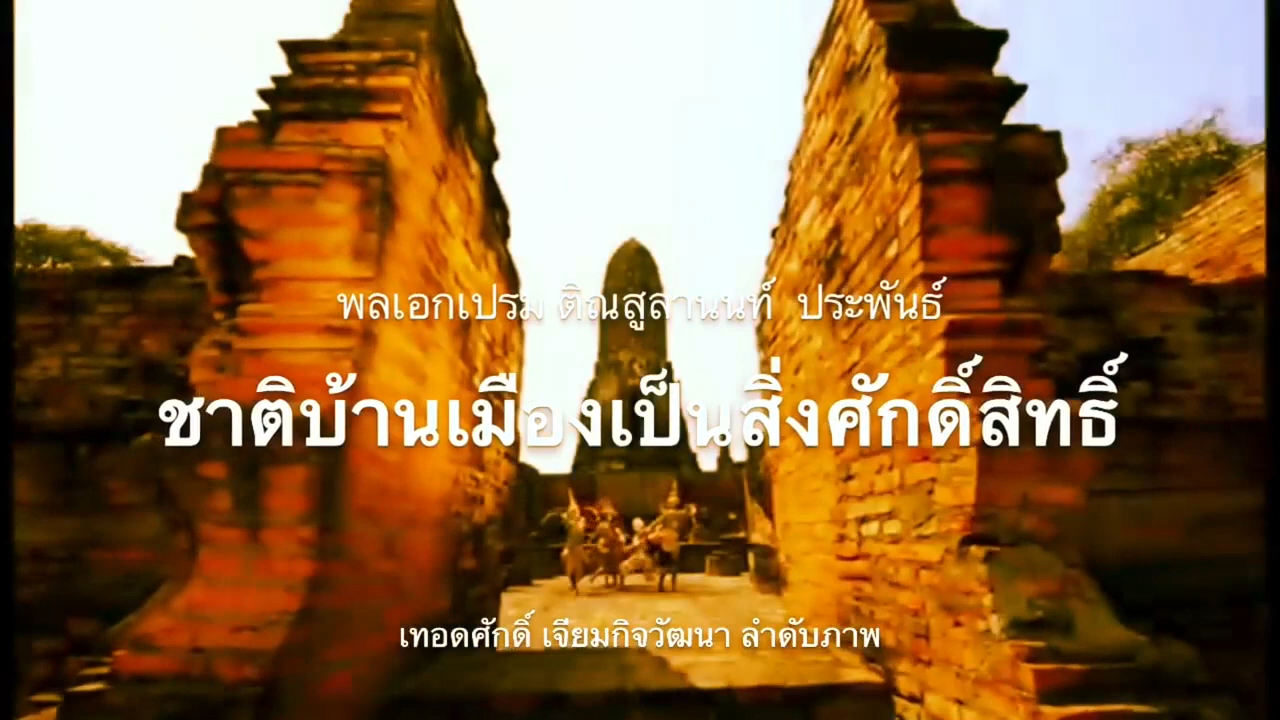 พลเอกเปรม ติณสูลานนท์ ประพันธ์
ชาติบ้านเมืองเป็นสิ่งศักดิ์สิทธิ์
เทอดศักดิ์ เจียมกิจวัฒนา ลำดับภาพ